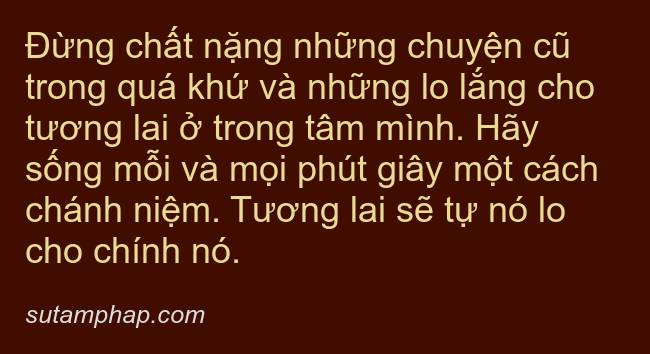 Đừng chất nặng những chuyện cũ
trong quá khứ và những lo lắng cho
tương lai ở trong tâm mình. Hãy
sống mỗi và mọi phút giây một cách
chánh niệm. Tương lai sẽ tự nó lo
cho chính nó.
sutamphap.com